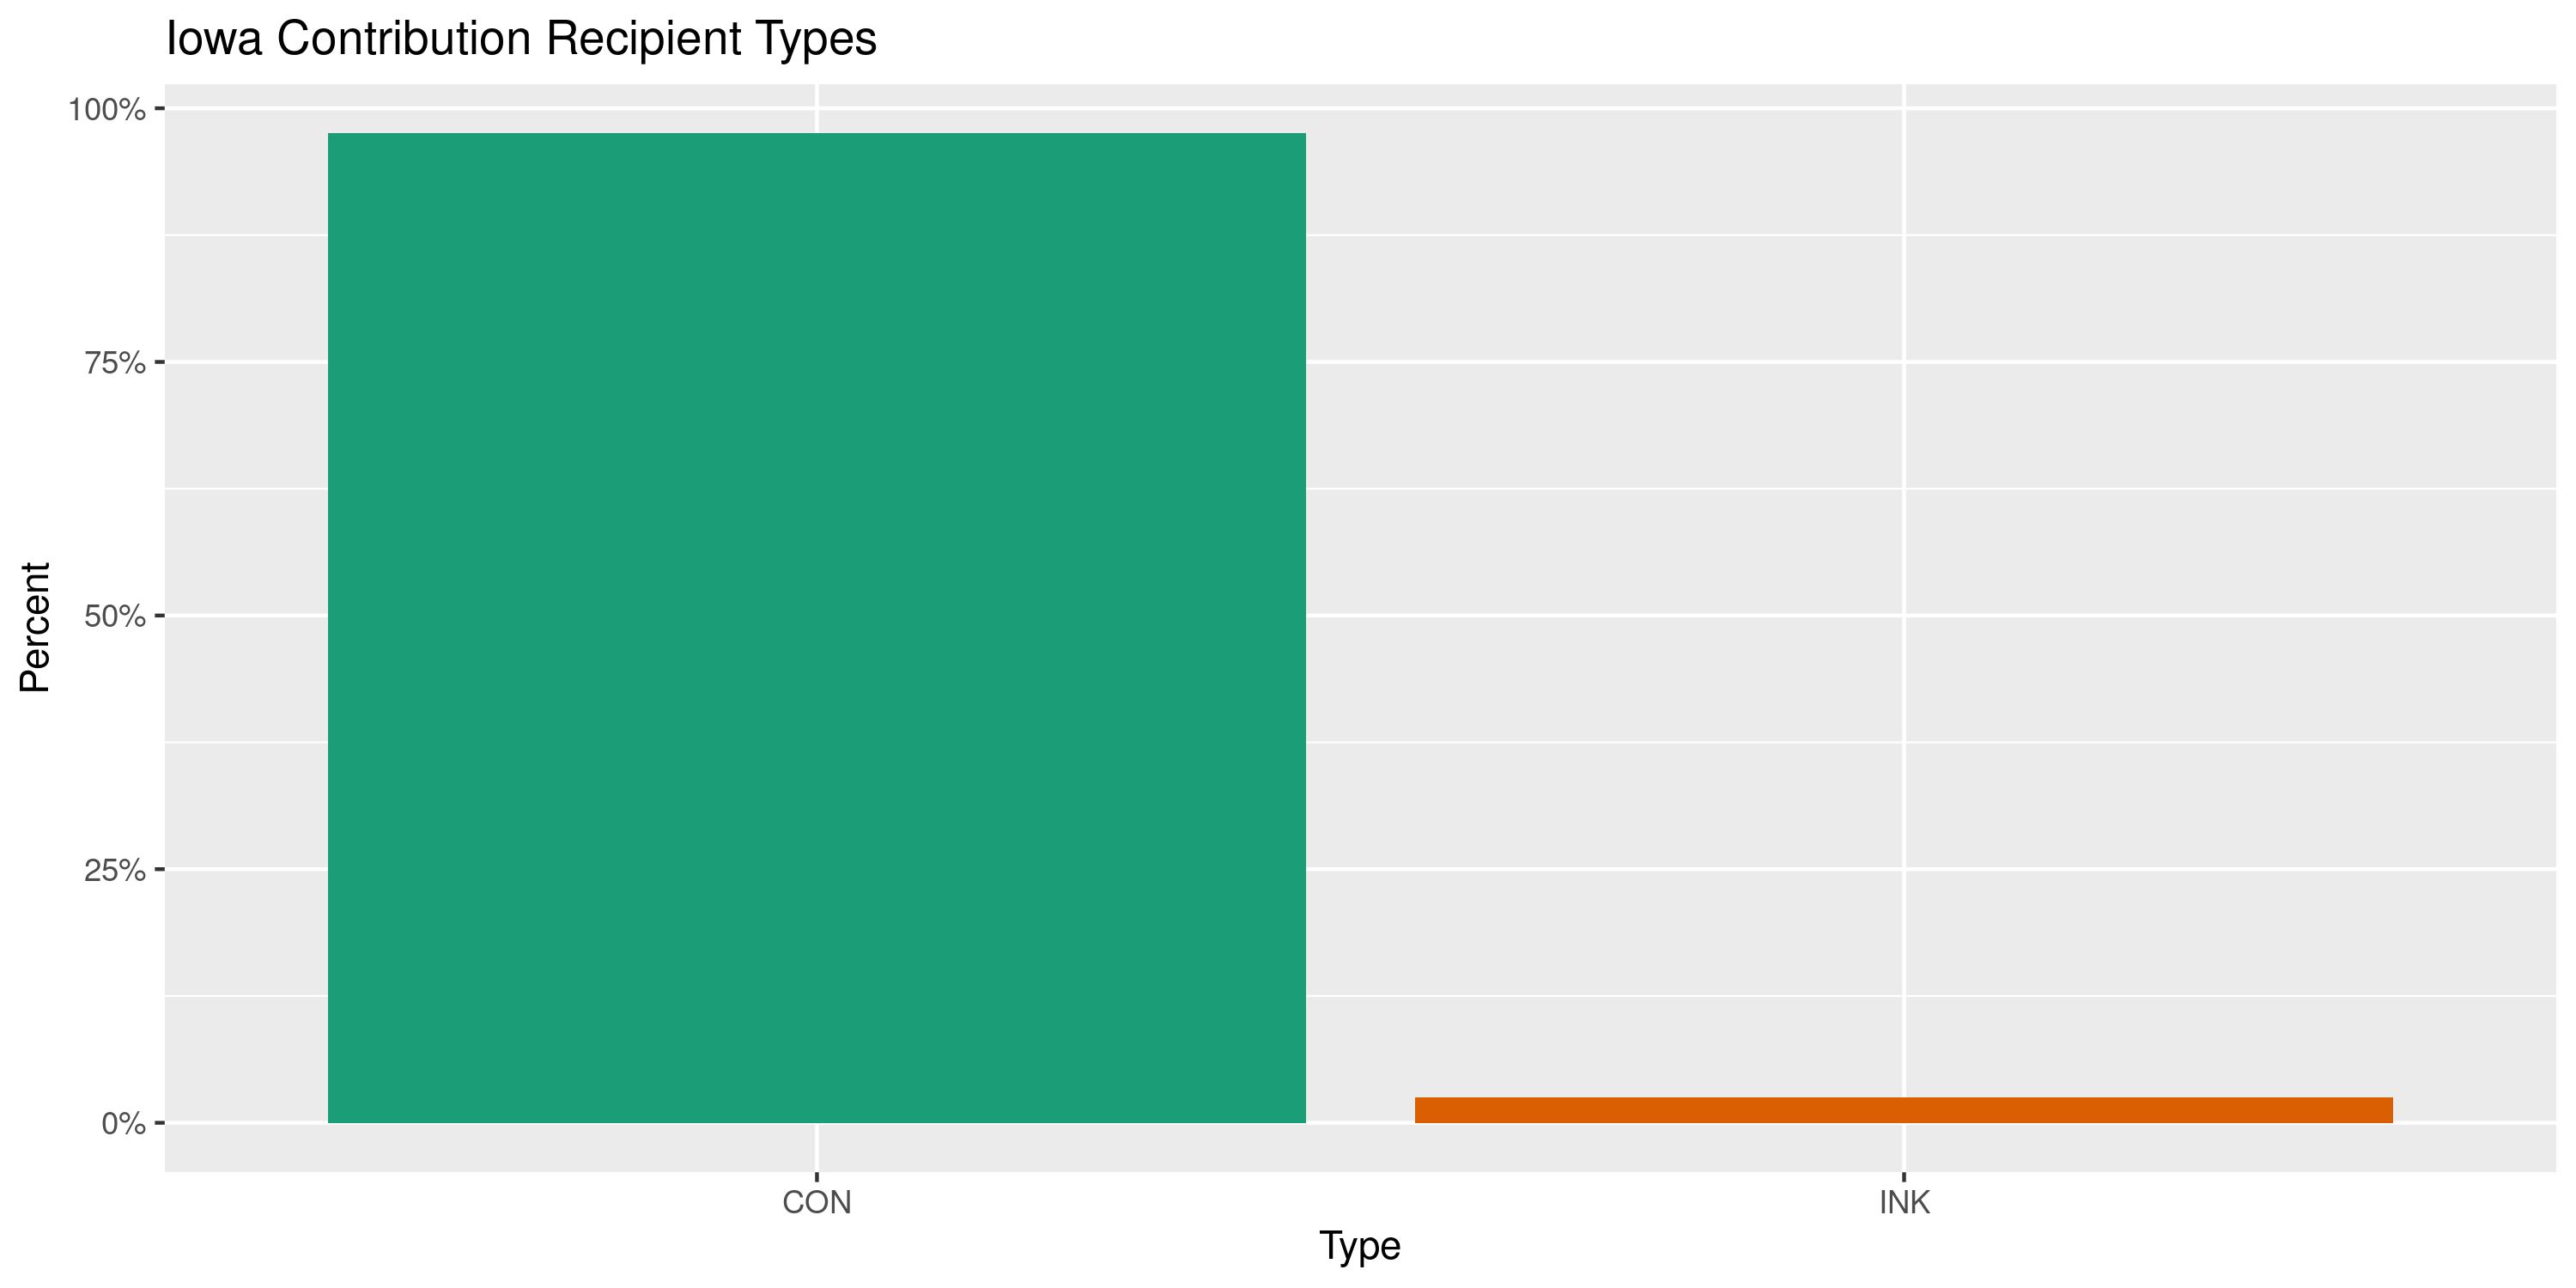 Iowa Contribution Recipient Types
100%
75%
50%
25%
0%
Percent
CON
INK
Type